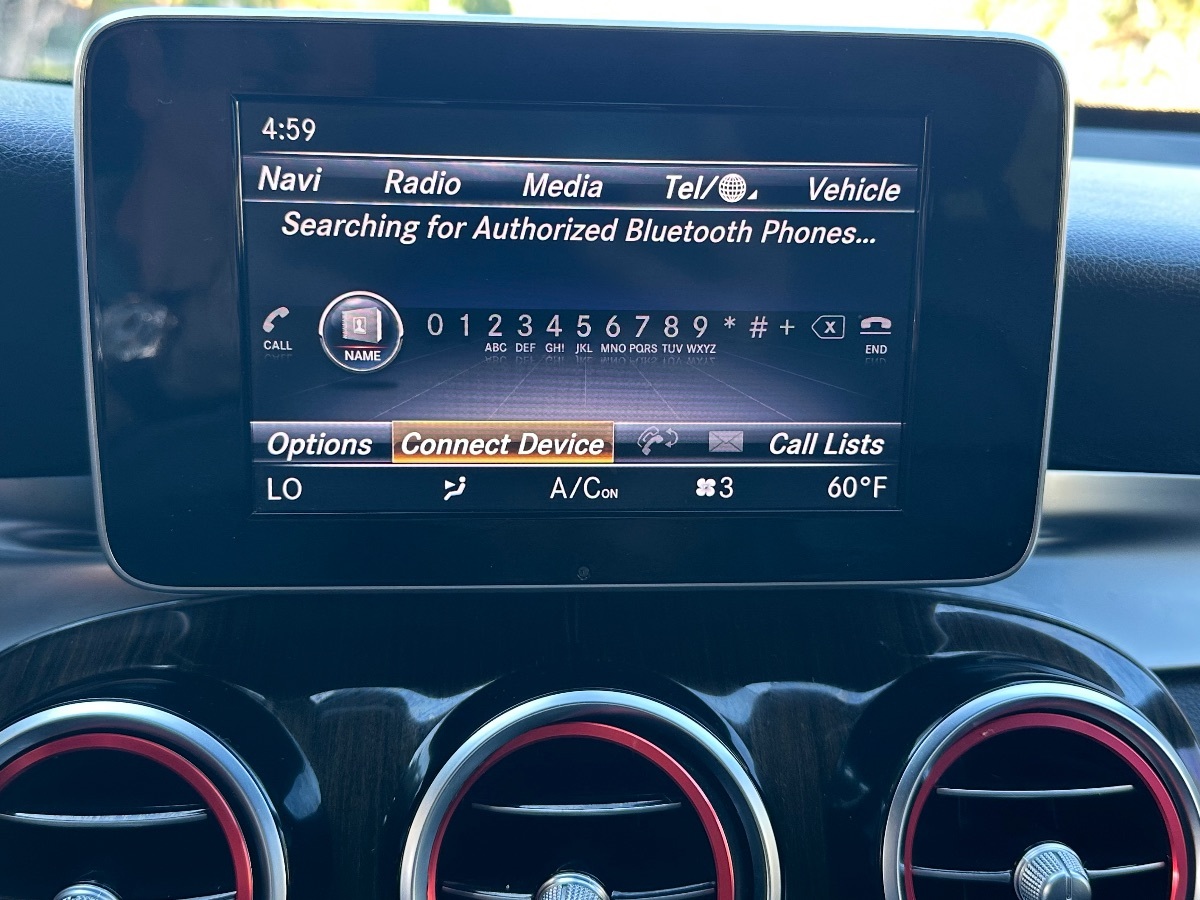 4:59
Navi Radio Media Tel/ Vehicle
Searching for Authorized Bluetooth Phones...
0 1 2 3 4 5 6 7 8 9 * # + X
CALL NAME ABC DEF GHI JKL MNO PQRS TUV WXYZ END
Options Connect Device Call Lists
LO A/C ON 3 60°F